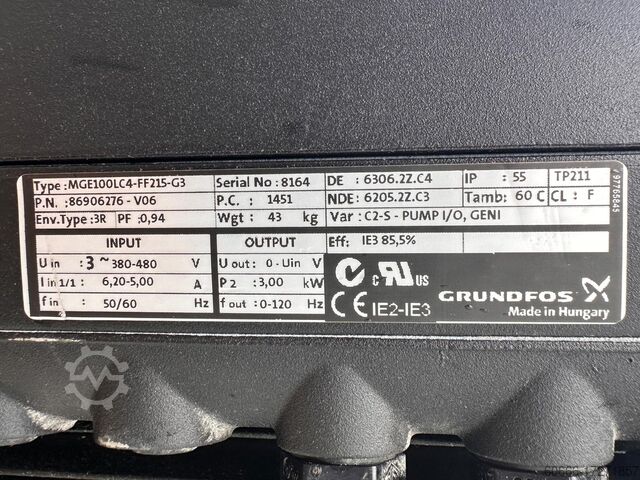 Type: MGE100LC4-FF215-G3 Serial No: 8164 DE : 6306.2Z.C4 IP : 55 TP211
P.N. : 86906276 - V06 P.C. : 1451 NDE: 6205.2Z.C3 Tamb: 60 C CL : F
Env.Type: 3R PF : 0,94 Wgt : 43 kg Var : C2-S - PUMP I/O, GENI
INPUT OUTPUT Eff: IE3 85,5%
U in : 3~380-480 V U out: 0-Uin V
I in 1/1: 6,20-5,00 A P 2 : 3,00 kW
f in : 50/60 Hz f out: 0-120 Hz
C UR US
CE IE2-IE3
GRUNDFOS
Made in Hungary
97765845